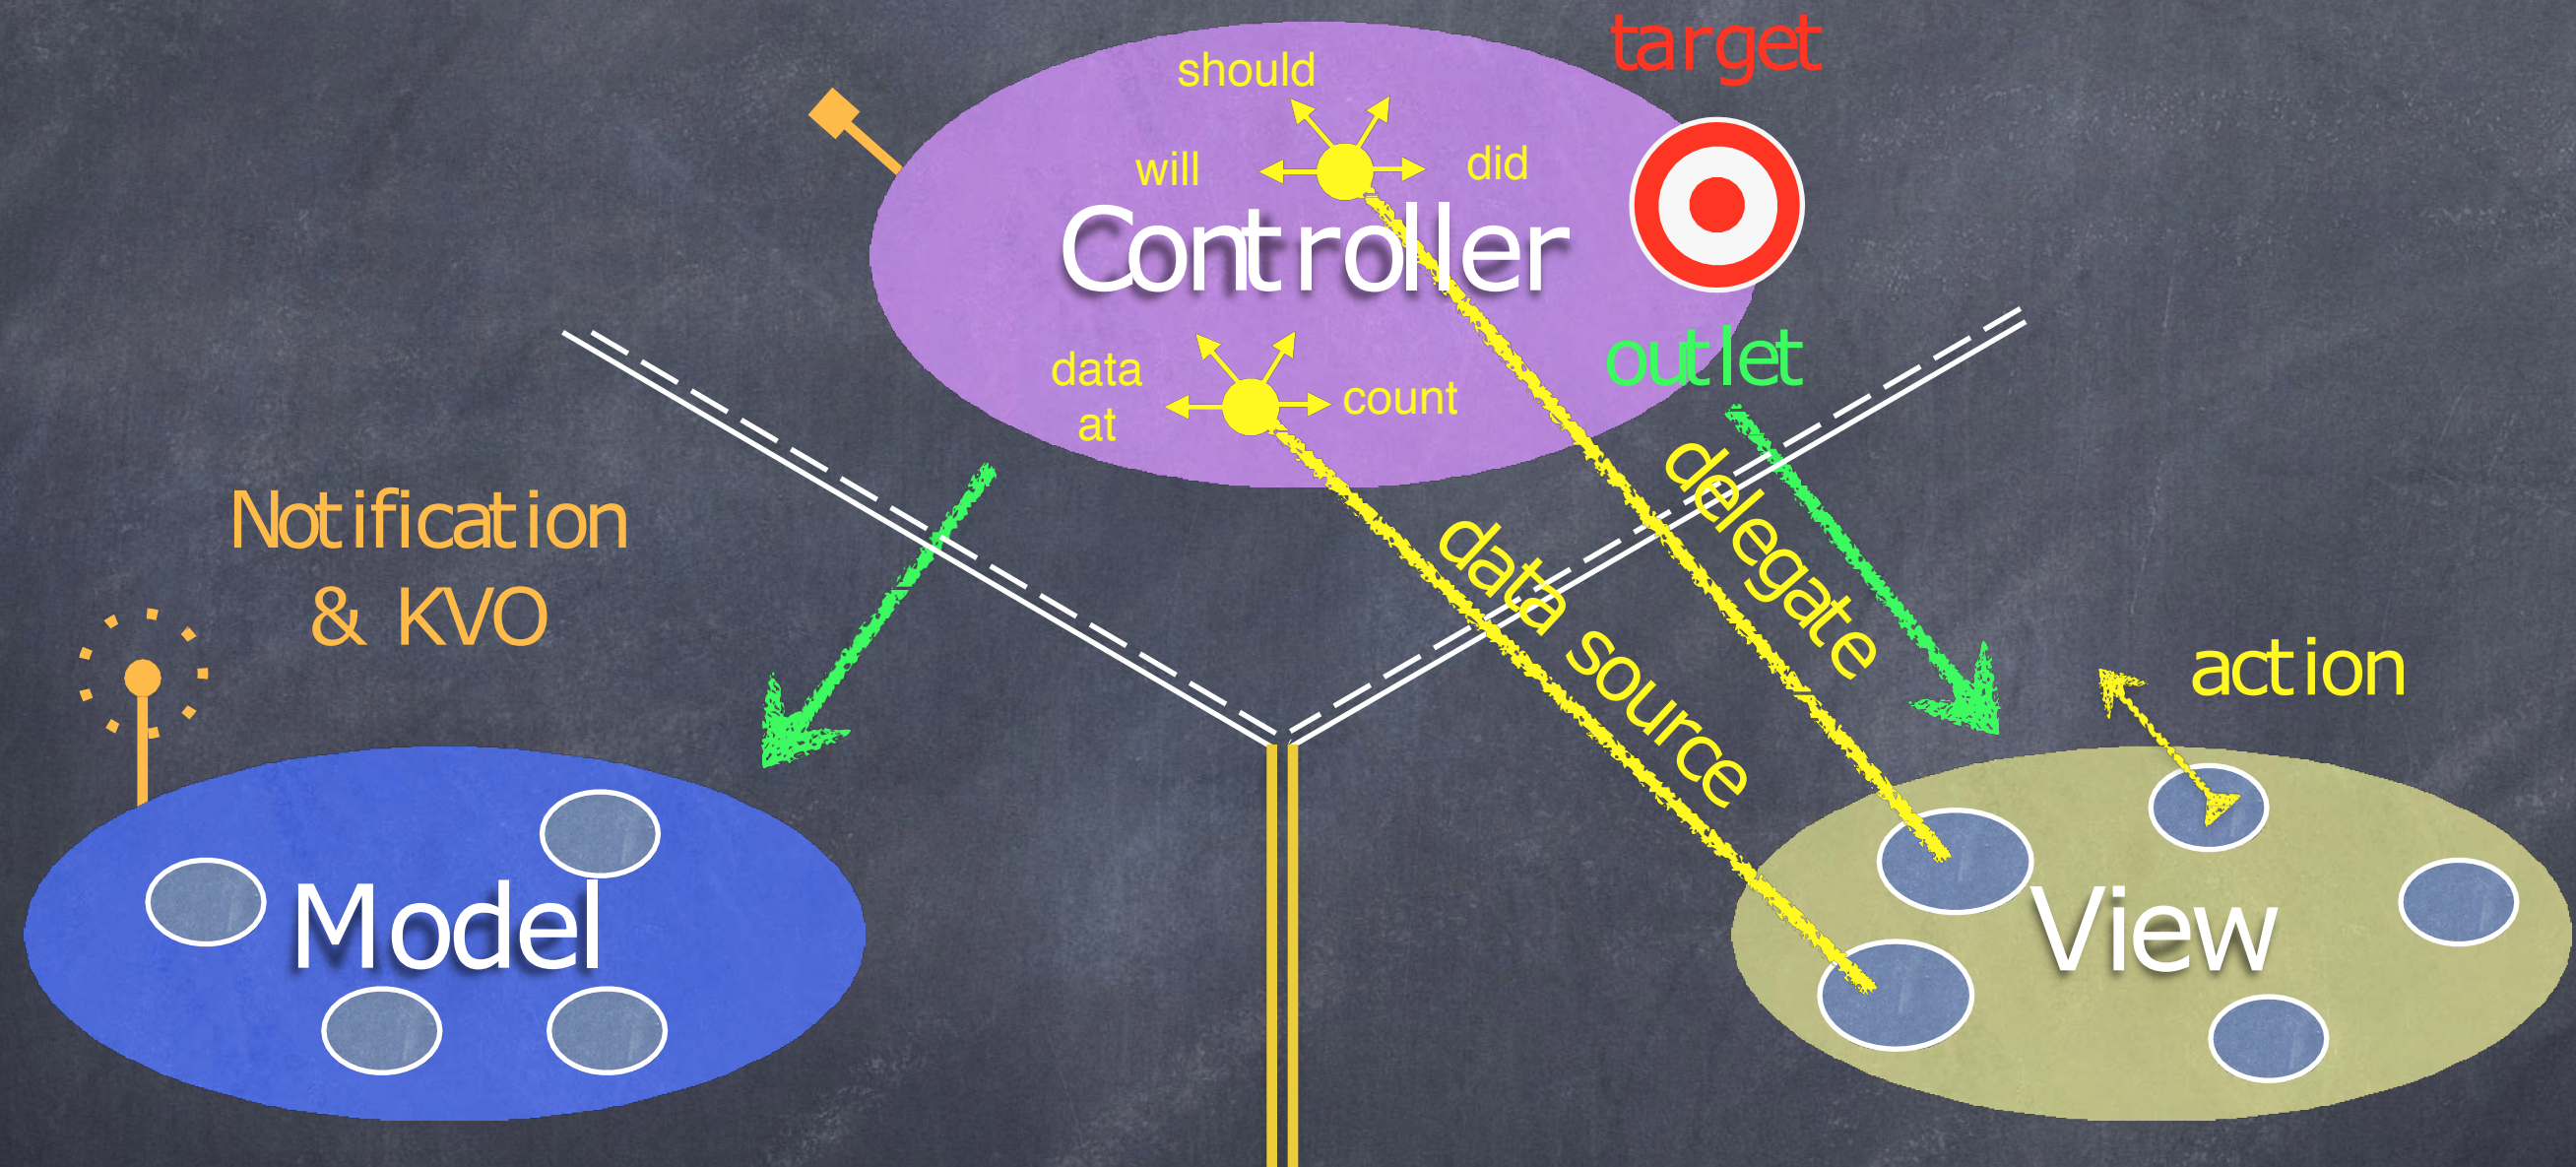 target
should
will
did
Controller
outlet
data
at
count
delegate
data source
Notification
& KVO
action
Model
View